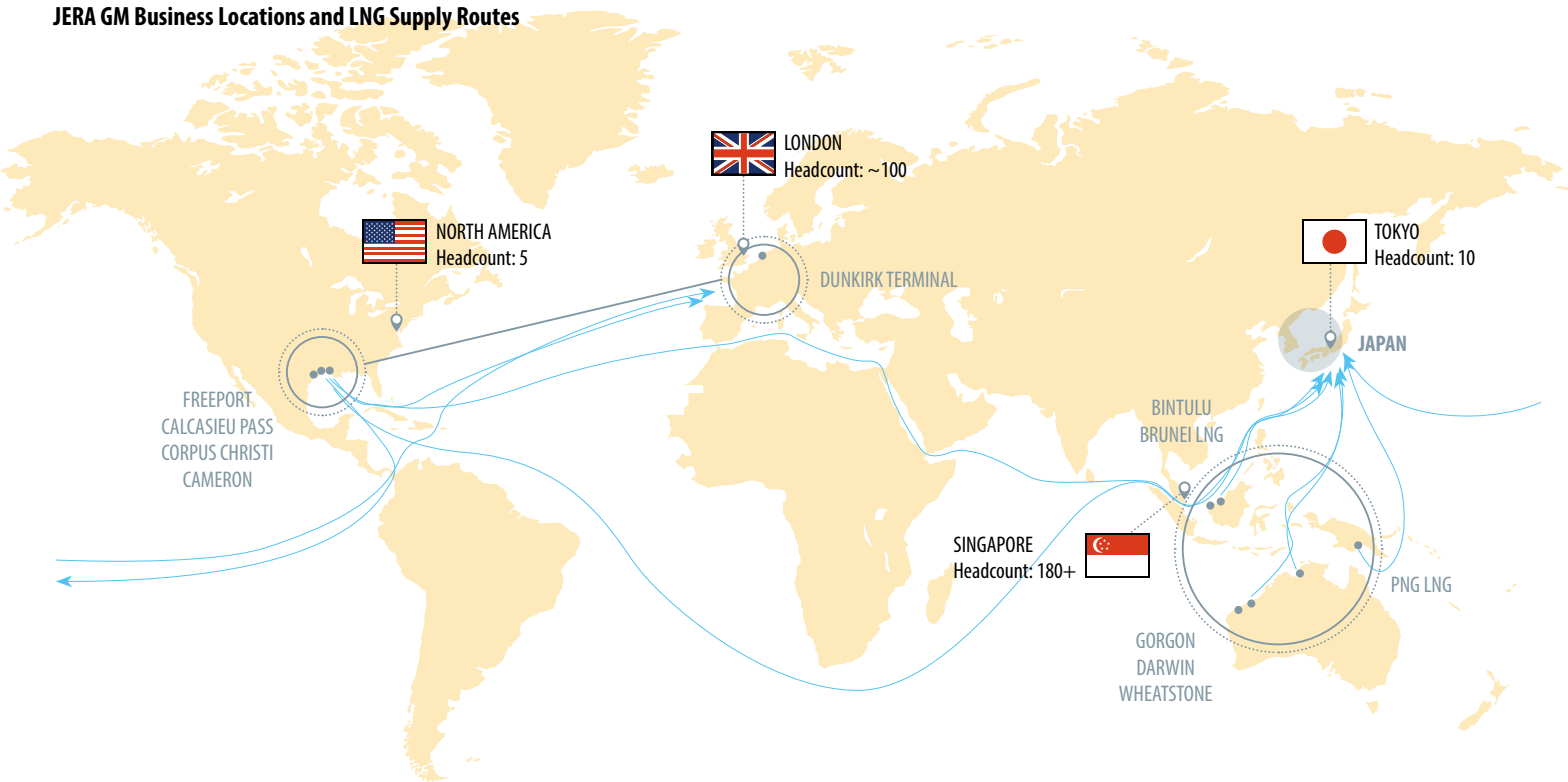 JERA GM Business Locations and LNG Supply Routes
LONDON
Headcount: ~100
NORTH AMERICA
Headcount: 5
TOKYO
Headcount: 10
DUNKIRK TERMINAL
JAPAN
FREEPORT
CALCASIEU PASS
CORPUS CHRISTI
CAMERON
BINTULU
BRUNEI LNG
SINGAPORE
Headcount: 180+
PNG LNG
GORGON
DARWIN
WHEATSTONE